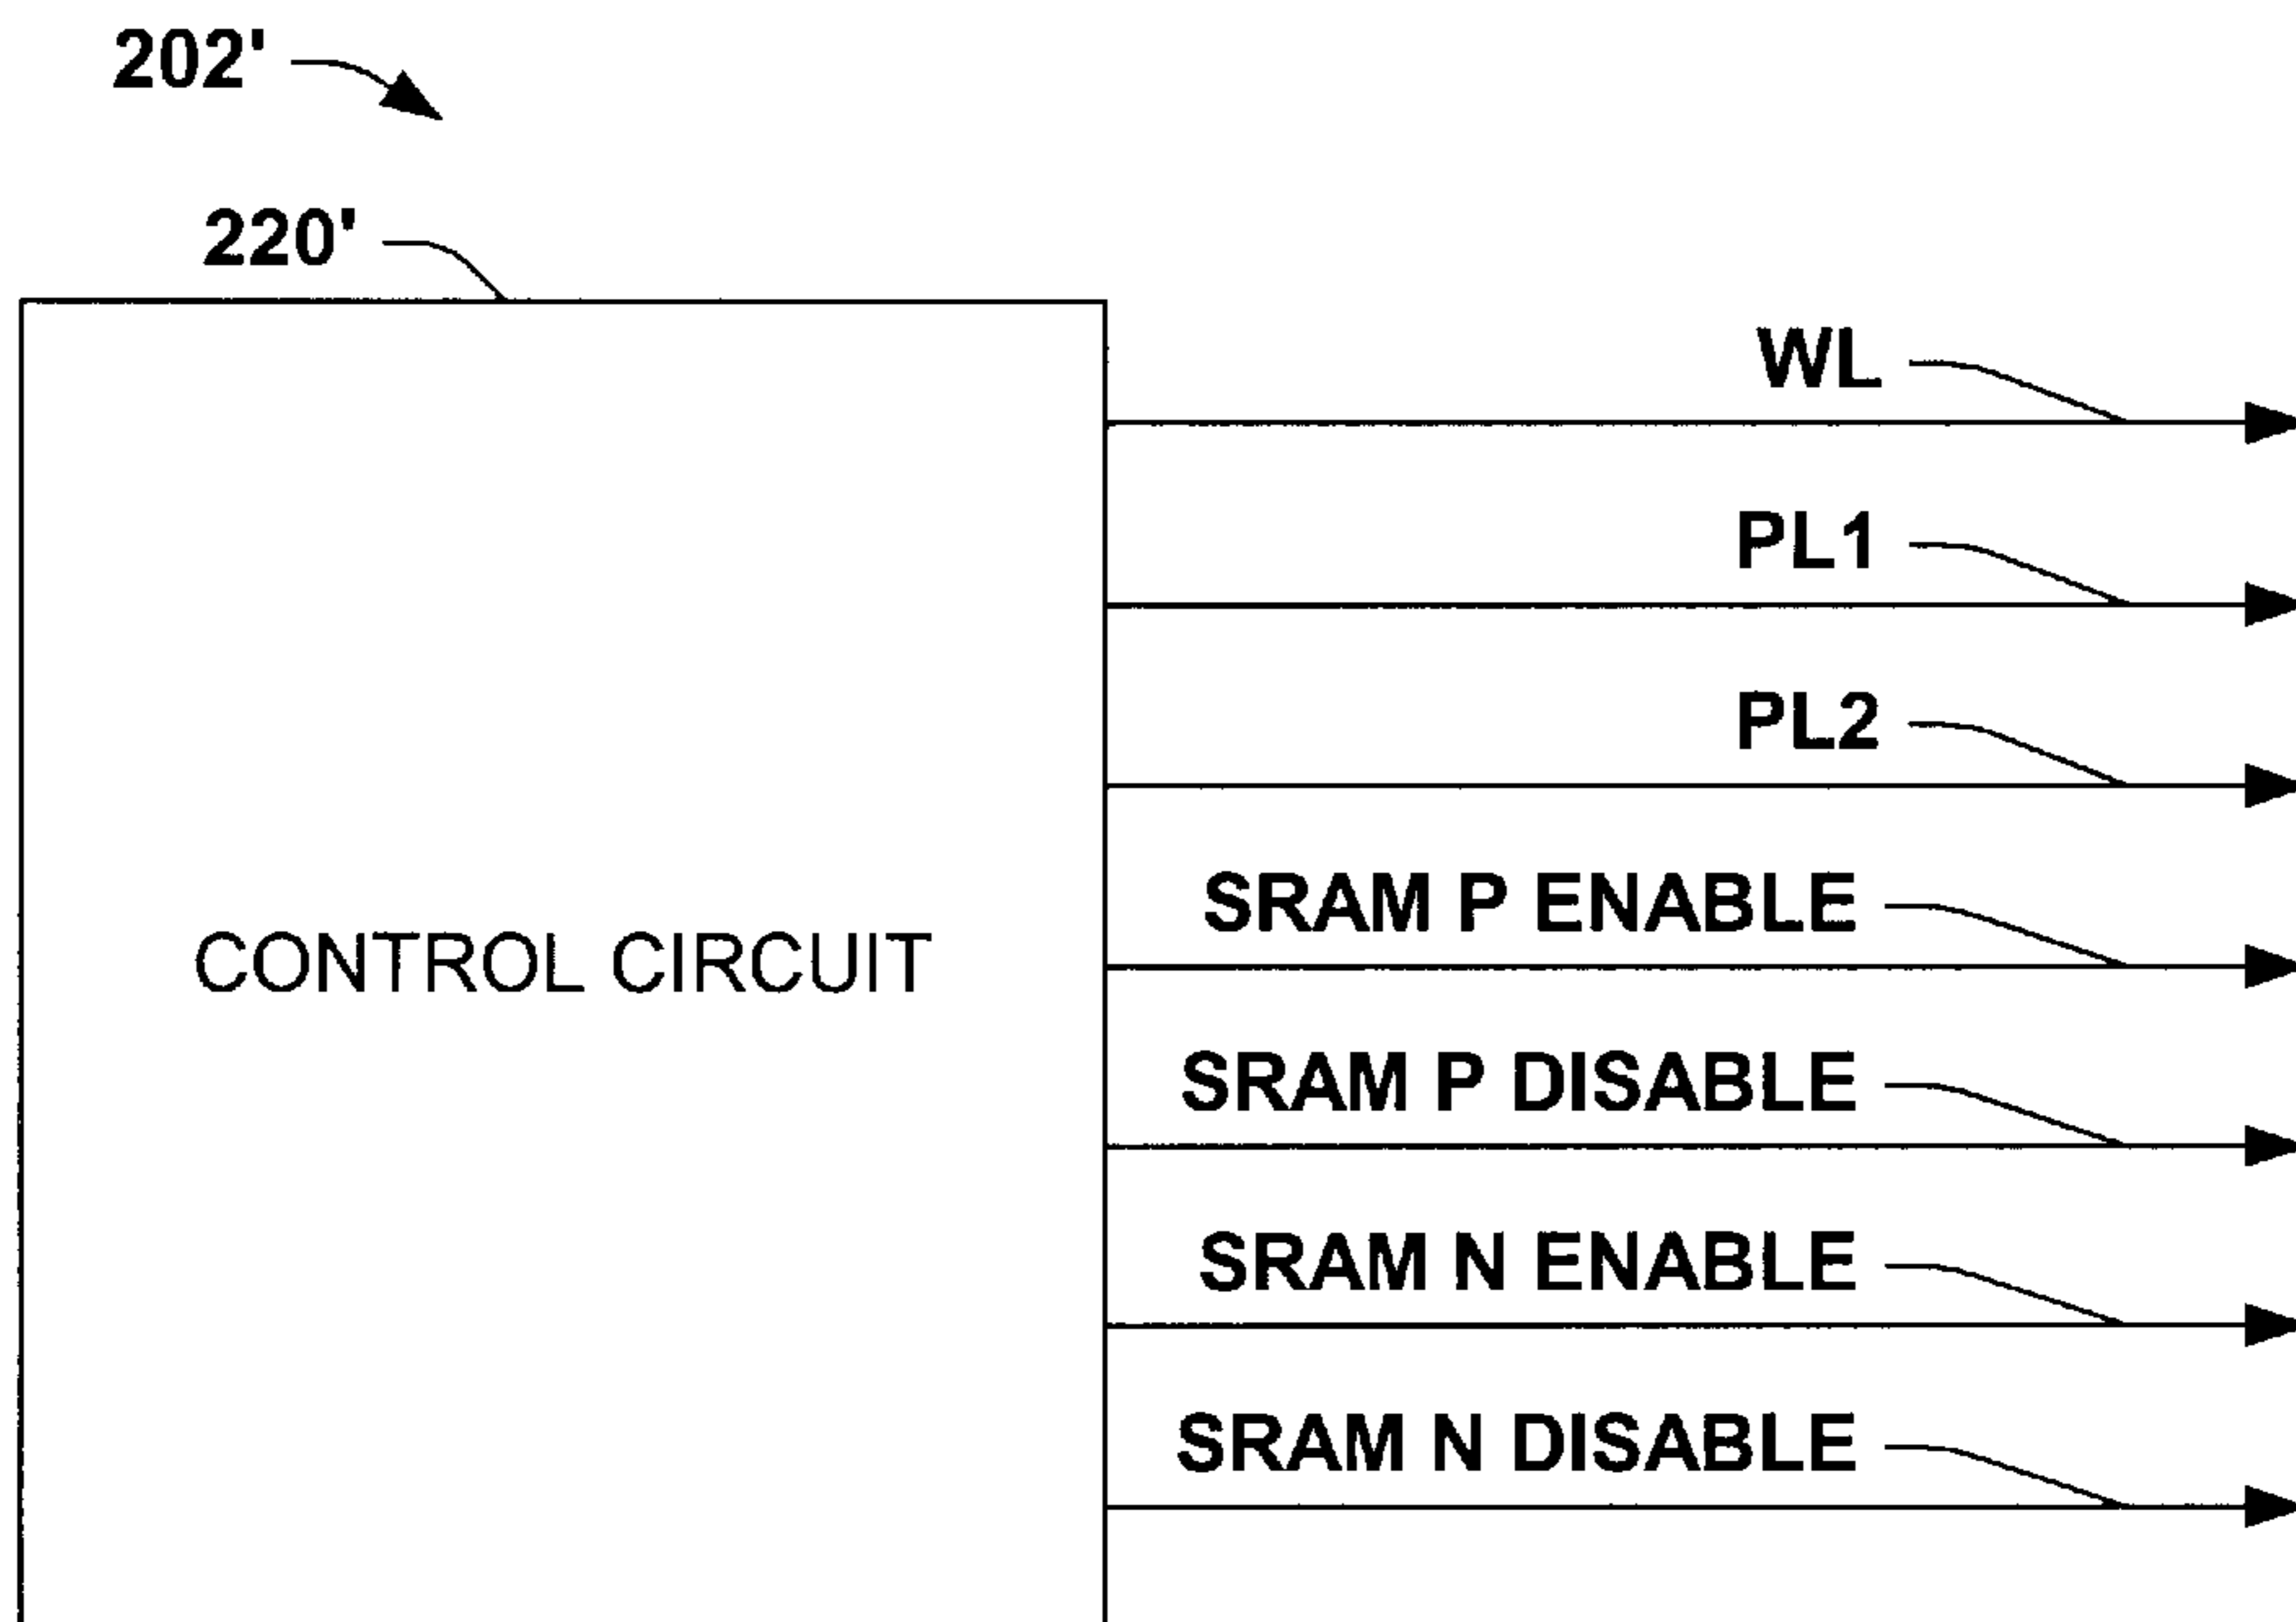 202'
220'
WL
PL1
PL2
SRAM P ENABLE
CONTROL CIRCUIT
SRAM P DISABLE
SRAM N ENABLE
SRAM N DISABLE